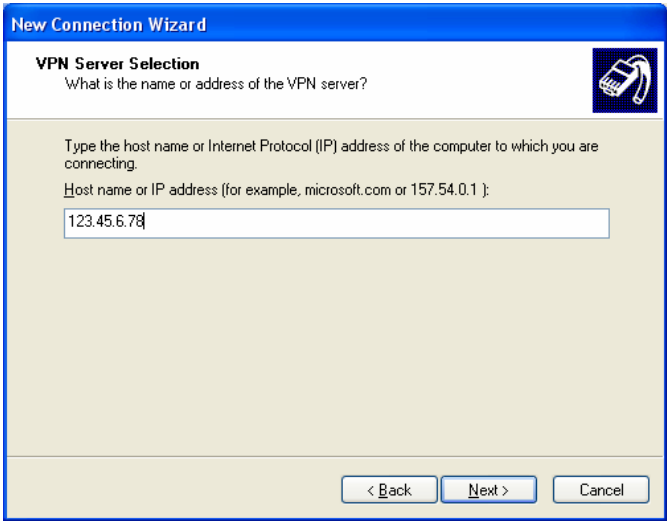 New Connection Wizard
VPN Server Selection
What is the name or address of the VPN server?
Type the host name or Internet Protocol (IP) address of the computer to which you are
connecting.
Host name or IP address (for example, microsoft.com or 157.54.0.1 ):
123.45.6.78
< Back Next > Cancel